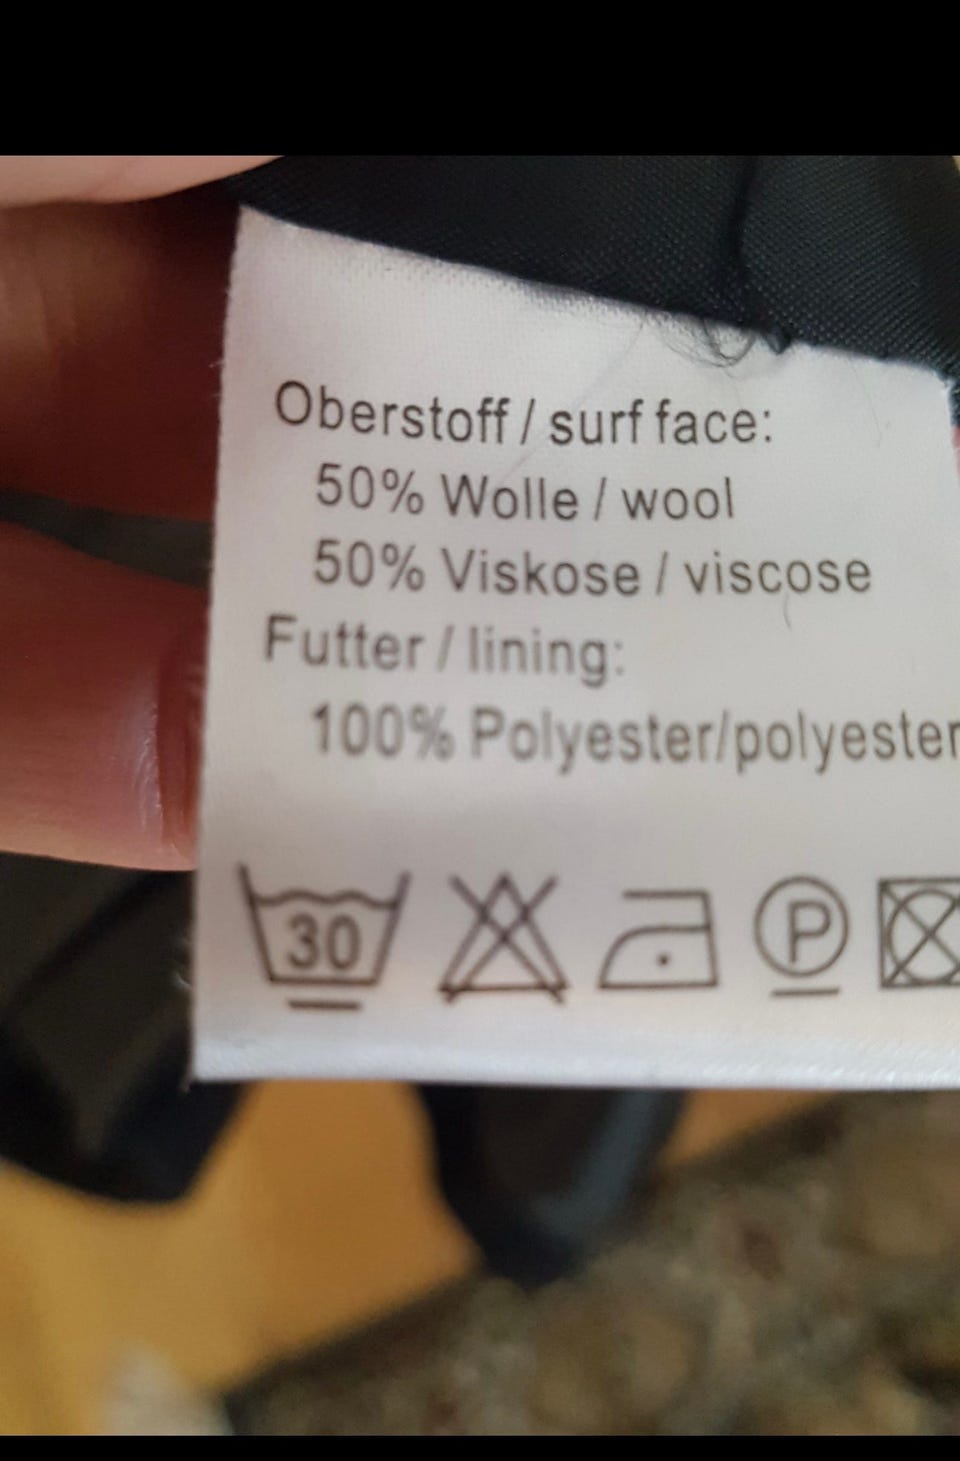 Oberstoff / surf face:
50% Wolle / wool
50% Viskose / viscose
Futter / lining:
100% Polyester/polyester
30
P